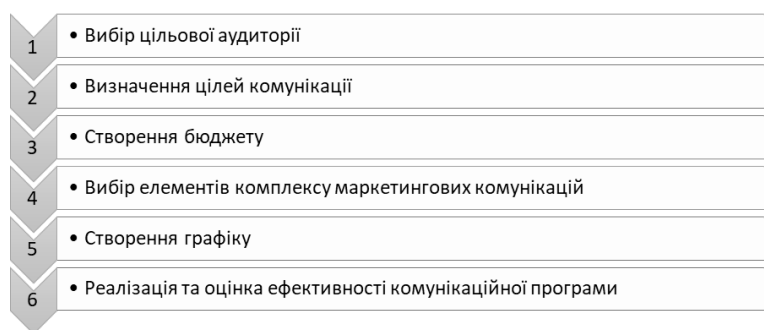 1 • Вибір цільової аудиторії
2 • Визначення цілей комунікації
3 • Створення бюджету
4 • Вибір елементів комплексу маркетингових комунікацій
5 • Створення графіку
6 • Реалізація та оцінка ефективності комунікаційної програми